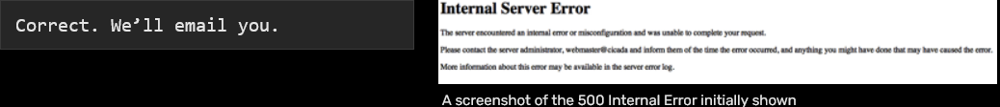 Correct. We’ll email you.
Internal Server Error
The server encountered an internal error or misconfiguration and was unable to complete your request.
Please contact the server administrator, webmaster@cicada and inform them of the time the error occurred, and anything you might have done that may have caused the error.
More information about this error may be available in the server error log.
A screenshot of the 500 Internal Error initially shown